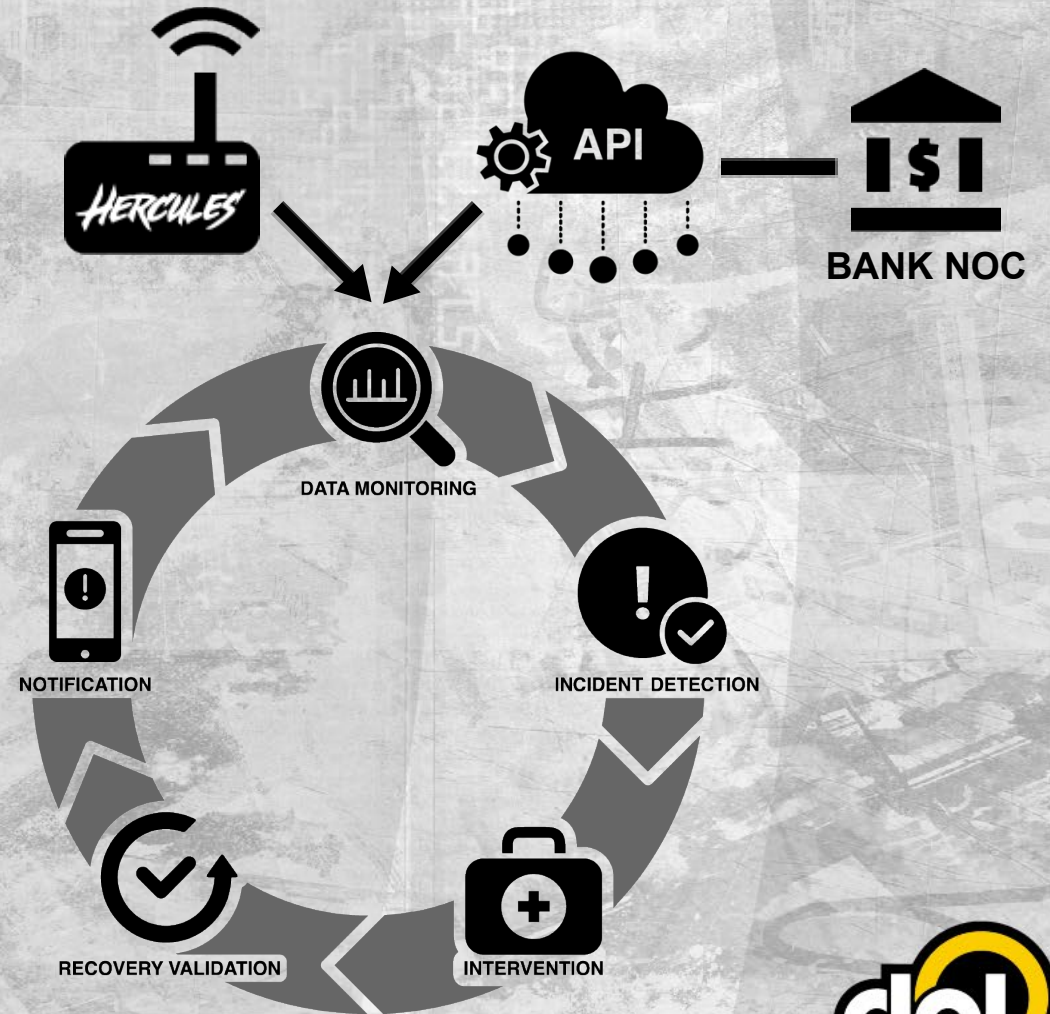 HERCULES
API
$
BANK NOC
DATA MONITORING
NOTIFICATION
INCIDENT DETECTION
RECOVERY VALIDATION
INTERVENTION